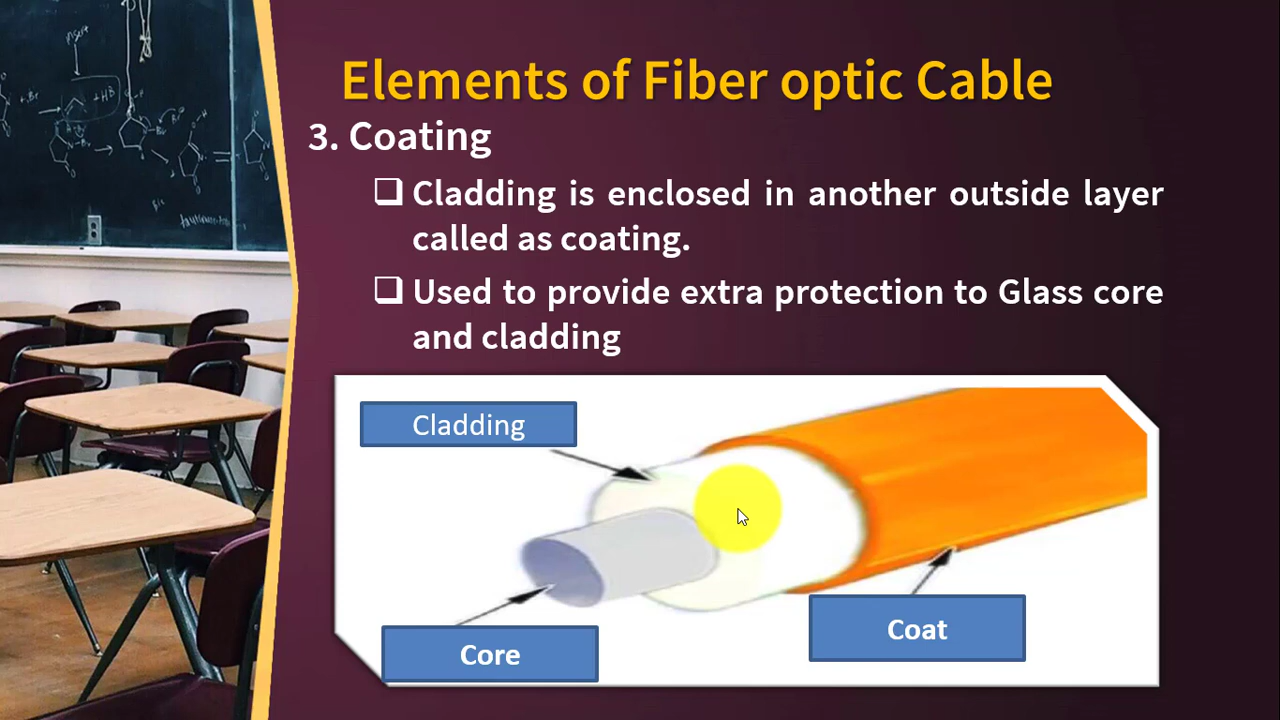 Elements of Fiber optic Cable
3. Coating
❑ Cladding is enclosed in another outside layer
called as coating.
❑ Used to provide extra protection to Glass core
and cladding
Cladding
Coat
Core